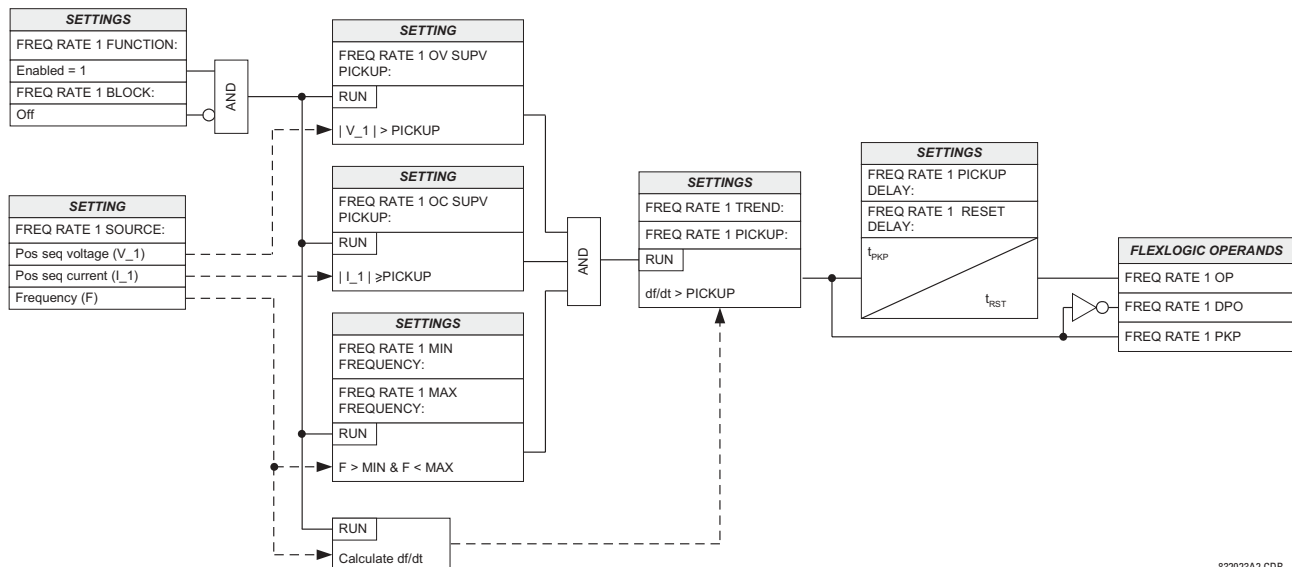 SETTINGS
FREQ RATE 1 FUNCTION:
Enabled = 1
FREQ RATE 1 BLOCK:
Off
AND
SETTING
FREQ RATE 1 SOURCE:
Pos seq voltage (V_1)
Pos seq current (I_1)
Frequency (F)
SETTING
FREQ RATE 1 OV SUPV
PICKUP:
RUN
| V_1 | > PICKUP
SETTING
FREQ RATE 1 OC SUPV
PICKUP:
RUN
| I_1 | ⩾PICKUP
SETTINGS
FREQ RATE 1 MIN
FREQUENCY:
FREQ RATE 1 MAX
FREQUENCY:
RUN
F > MIN & F < MAX
RUN
Calculate df/dt
AND
SETTINGS
FREQ RATE 1 TREND:
FREQ RATE 1 PICKUP:
RUN
df/dt > PICKUP
SETTINGS
FREQ RATE 1 PICKUP
DELAY:
FREQ RATE 1 RESET
DELAY:
tPKP
tRST
FLEXLOGIC OPERANDS
FREQ RATE 1 OP
FREQ RATE 1 DPO
FREQ RATE 1 PKP
832023A2.CDR